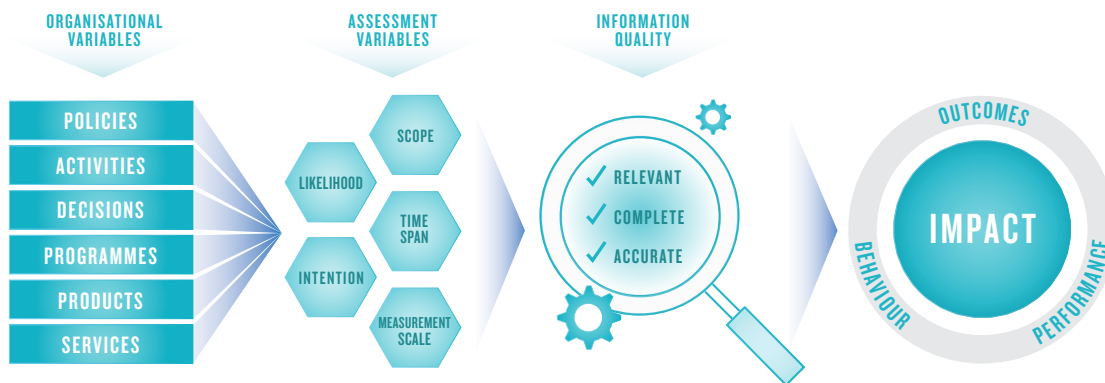 ORGANISATIONAL
VARIABLES
ASSESSMENT
VARIABLES
INFORMATION
QUALITY
POLICIES
ACTIVITIES
DECISIONS
PROGRAMMES
PRODUCTS
SERVICES
SCOPE
LIKELIHOOD
TIME
SPAN
INTENTION
MEASUREMENT
SCALE
RELEVANT
COMPLETE
ACCURATE
OUTCOMES
IMPACT
BEHAVIOUR
PERFORMANCE